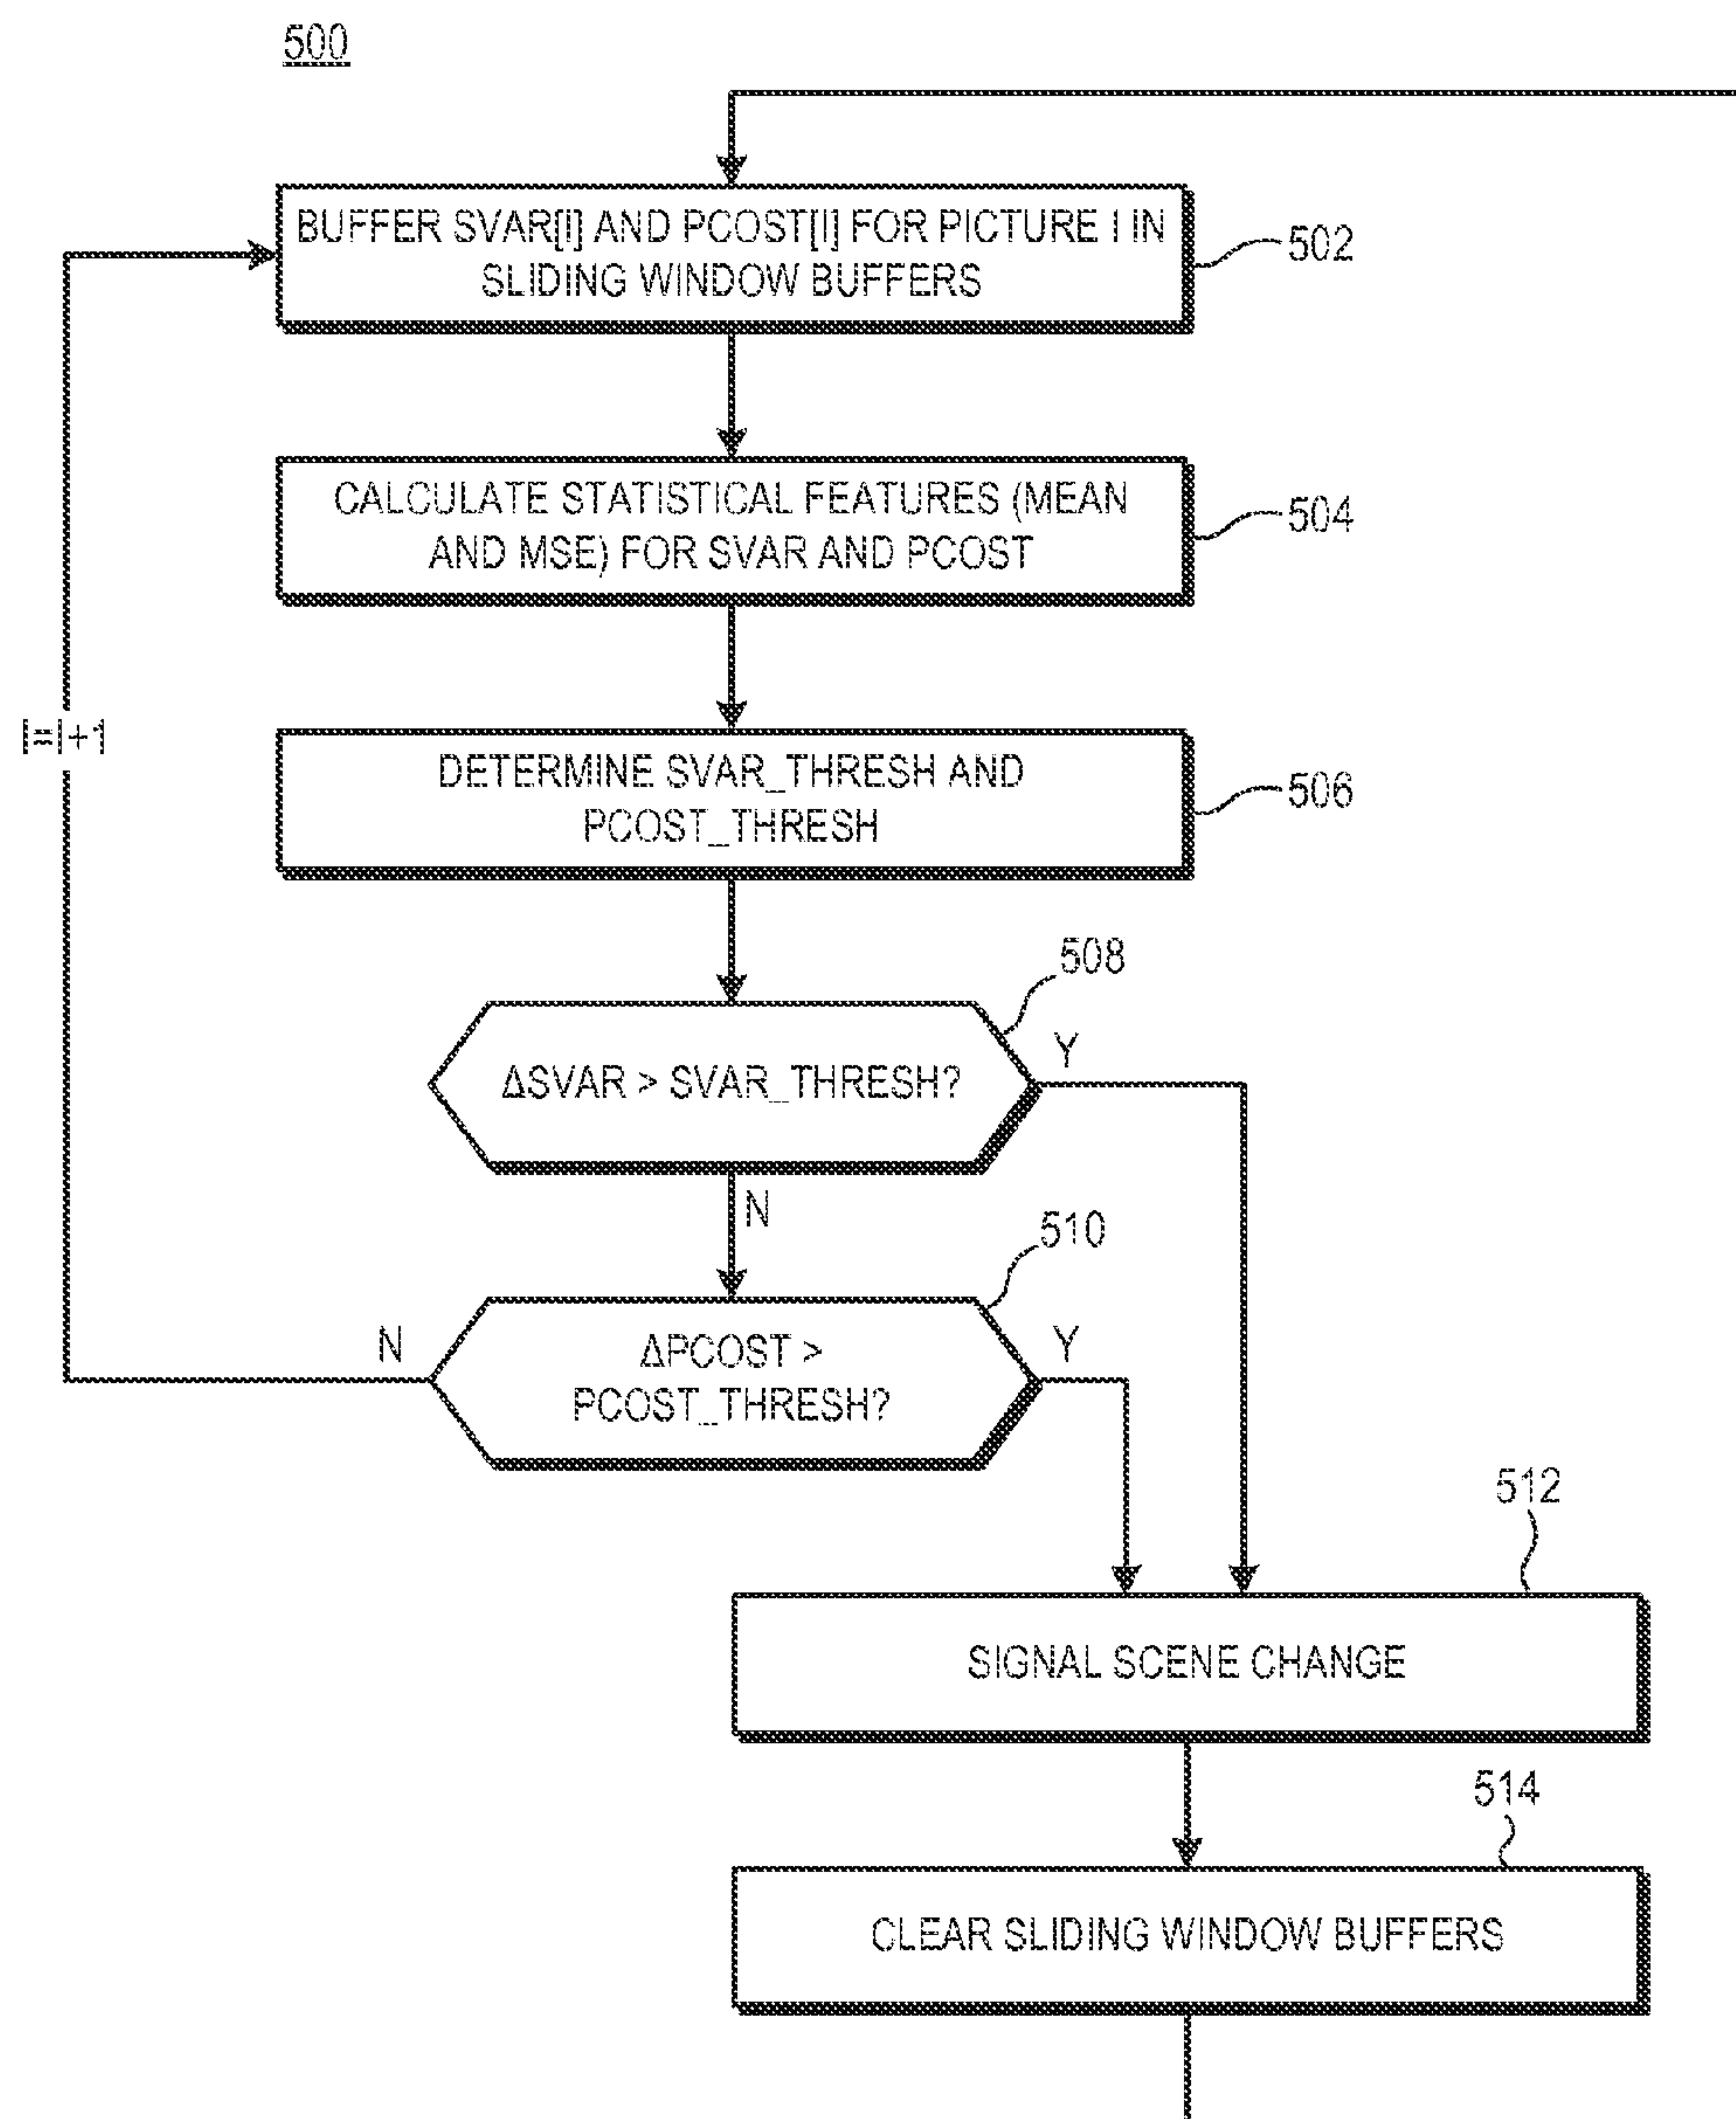 500
BUFFER SVAR[I] AND PCOST[I] FOR PICTURE I IN
SLIDING WINDOW BUFFERS
502
CALCULATE STATISTICAL FEATURES (MEAN
AND MSE) FOR SVAR AND PCOST
504
I=I+1
DETERMINE SVAR_THRESH AND
PCOST_THRESH
506
508
ΔSVAR > SVAR_THRESH?
Y
N
510
N
ΔPCOST >
PCOST_THRESH?
Y
512
SIGNAL SCENE CHANGE
514
CLEAR SLIDING WINDOW BUFFERS